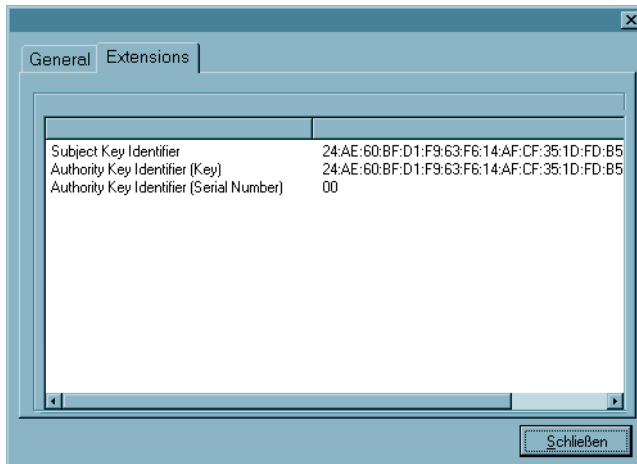 General Extensions
Subject Key Identifier 24:AE:60:BF:D1:F9:63:F6:14:AF:CF:35:1D:FD:B5
Authority Key Identifier (Key) 24:AE:60:BF:D1:F9:63:F6:14:AF:CF:35:1D:FD:B5
Authority Key Identifier (Serial Number) 00
Schließen